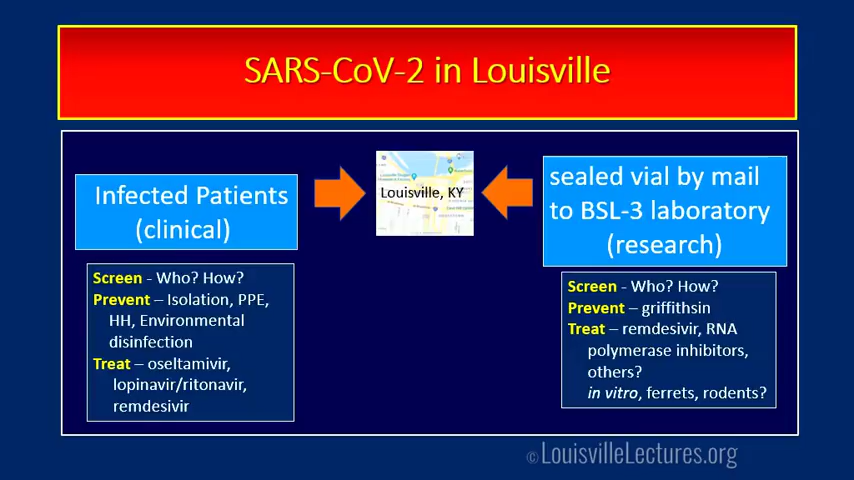 SARS-CoV-2 in Louisville
Infected Patients
(clinical)
Screen - Who? How?
Prevent – Isolation, PPE,
HH, Environmental
disinfection
Treat – oseltamivir,
lopinavir/ritonavir,
remdesivir
Louisville, KY
sealed vial by mail
to BSL-3 laboratory
(research)
Screen - Who? How?
Prevent – griffithsin
Treat – remdesivir, RNA
polymerase inhibitors,
others?
in vitro, ferrets, rodents?
© LouisvilleLectures.org